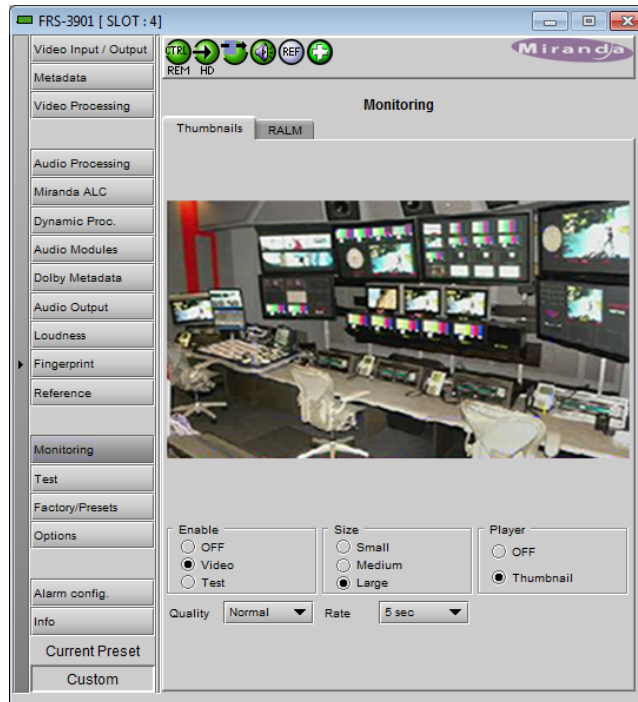 FRS-3901 [ SLOT : 4]
Video Input / Output
Metadata
Video Processing
Audio Processing
Miranda ALC
Dynamic Proc.
Audio Modules
Dolby Metadata
Audio Output
Loudness
Fingerprint
Reference
Monitoring
Test
Factory/Presets
Options
Alarm config.
Info
Current Preset
Custom
CTRL
REF
REM HD
Miranda
Monitoring
Thumbnails RALM
Enable
OFF
Video
Test
Size
Small
Medium
Large
Player
OFF
Thumbnail
Quality Normal Rate 5 sec